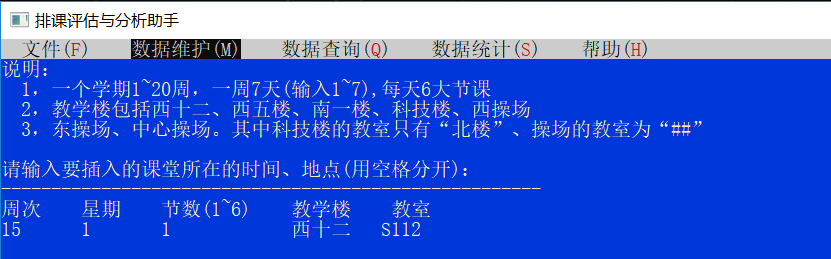 排课评估与分析助手
文件(F) 数据维护(M) 数据查询(Q) 数据统计(S) 帮助(H)
说明:
1, 一个学期1~20周, 一周7天(输入1~7),每天6大节课
2, 教学楼包括西十二、西五楼、南一楼、科技楼、西操场
3, 东操场、中心操场。其中科技楼的教室只有“北楼”、操场的教室为“##”
请输入要插入的课堂所在的时间、地点(用空格分开):
------------------------------------------------------
周次 星期 节数(1~6) 教学楼 教室
15 1 1 西十二 S112